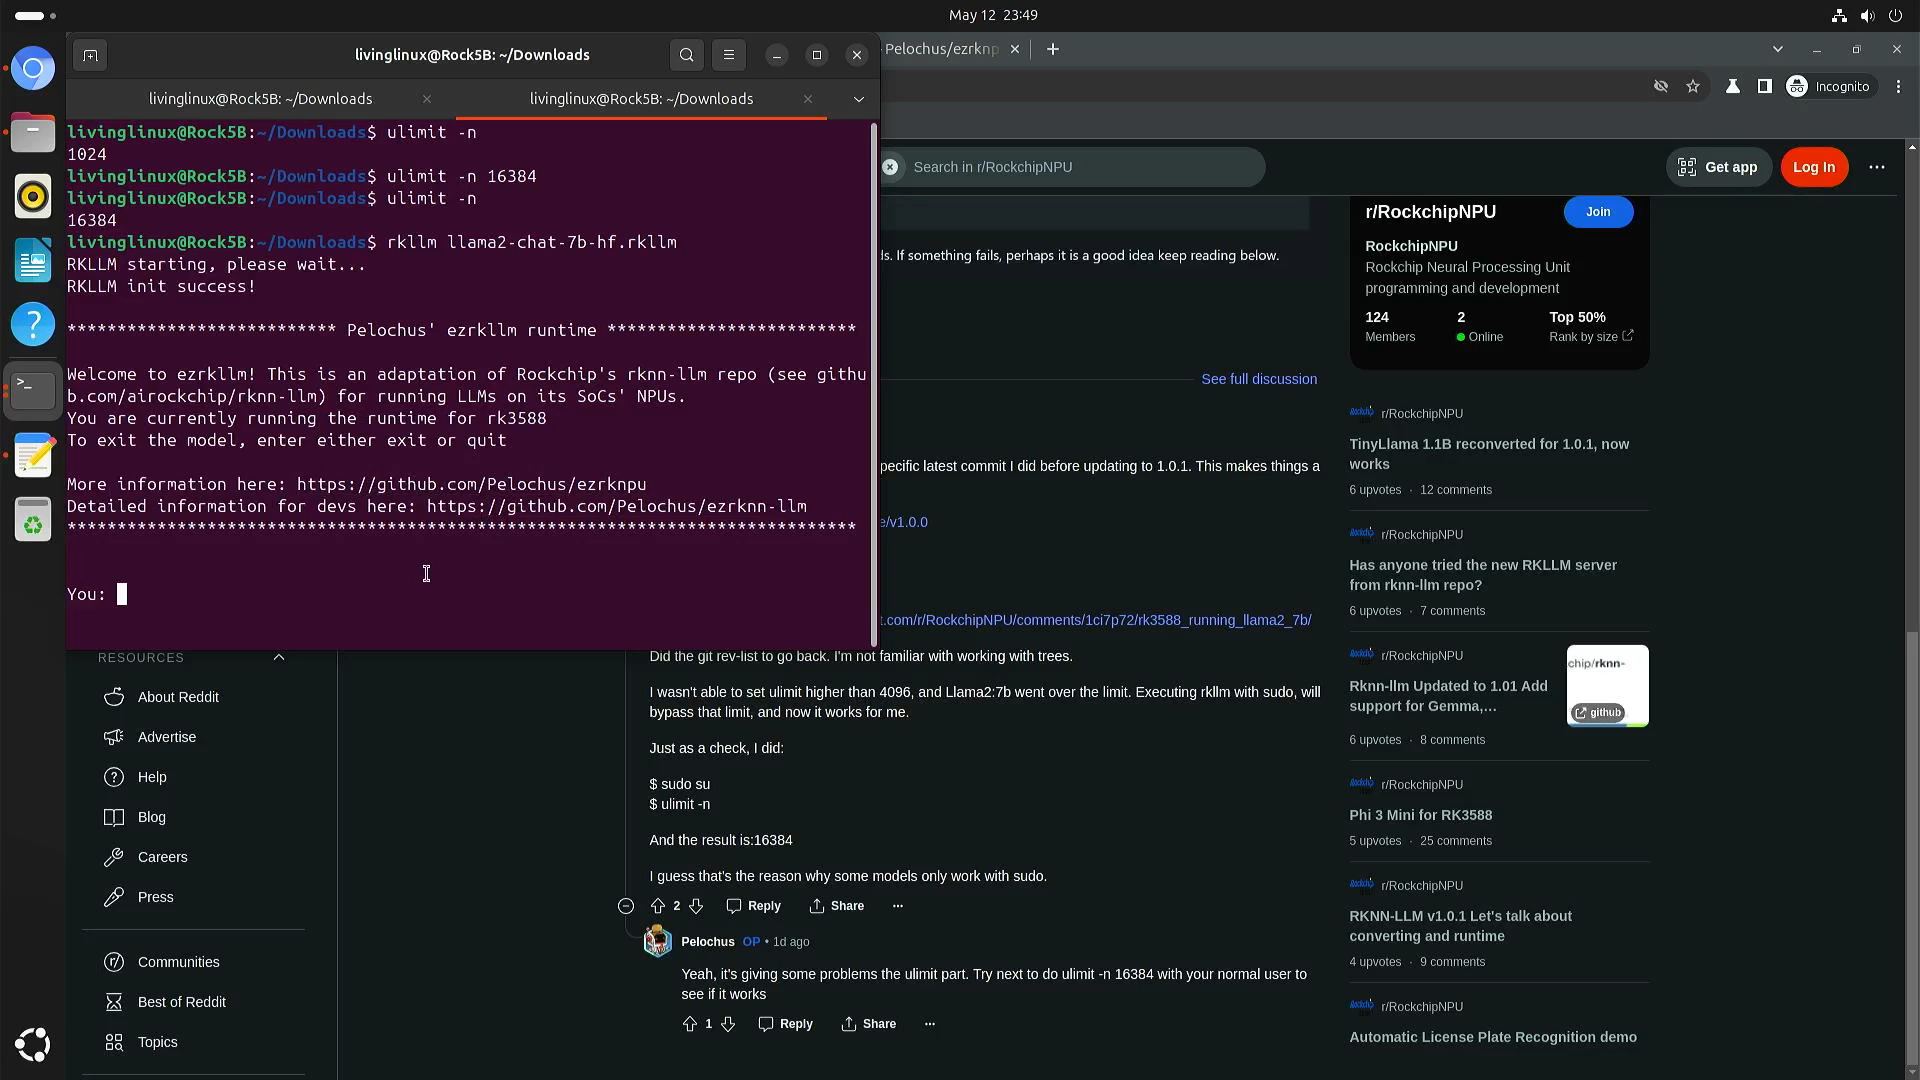 May 12 23:49
livinglinux@Rock5B: ~/Downloads
livinglinux@Rock5B: ~/Downloads
livinglinux@Rock5B: ~/Downloads
livinglinux@Rock5B:~/Downloads$ ulimit -n
1024
livinglinux@Rock5B:~/Downloads$ ulimit -n 16384
livinglinux@Rock5B:~/Downloads$ ulimit -n
16384
livinglinux@Rock5B:~/Downloads$ rkllm llama2-chat-7b-hf.rkllm
RKLLM starting, please wait...
RKLLM init success!
*************************** Pelochus' ezrkllm runtime *************************
Welcome to ezrkllm! This is an adaptation of Rockchip's rknn-llm repo (see githu
b.com/airockchip/rknn-llm) for running LLMs on its SoCs' NPUs.
You are currently running the runtime for rk3588
To exit the model, enter either exit or quit
More information here: https://github.com/Pelochus/ezrknpu
Detailed information for devs here: https://github.com/Pelochus/ezrknn-llm
*******************************************************************************
You:
Pelochus/ezrknp
Incognito
Search in r/RockchipNPU
Get app
Log In
ds. If something fails, perhaps it is a good idea keep reading below.
See full discussion
pecific latest commit I did before updating to 1.0.1. This makes things a
e/v1.0.0
t.com/r/RockchipNPU/comments/1ci7p72/rk3588_running_llama2_7b/
Did the git rev-list to go back. I'm not familiar with working with trees.
I wasn't able to set ulimit higher than 4096, and Llama2:7b went over the limit. Executing rkllm with sudo, will
bypass that limit, and now it works for me.
Just as a check, I did:
$ sudo su
$ ulimit -n
And the result is:16384
I guess that's the reason why some models only work with sudo.
2 Reply Share
Pelochus OP • 1d ago
Yeah, it's giving some problems the ulimit part. Try next to do ulimit -n 16384 with your normal user to
see if it works
1 Reply Share
RESOURCES
About Reddit
Advertise
Help
Blog
Careers
Press
Communities
Best of Reddit
Topics
r/RockchipNPU
Join
RockchipNPU
Rockchip Neural Processing Unit
programming and development
124 2 Top 50%
Members Online Rank by size
r/RockchipNPU
TinyLlama 1.1B reconverted for 1.0.1, now
works
6 upvotes · 12 comments
r/RockchipNPU
Has anyone tried the new RKLLM server
from rknn-llm repo?
6 upvotes · 7 comments
r/RockchipNPU
Rknn-llm Updated to 1.01 Add
support for Gemma,...
chip/rknn-
github
6 upvotes · 8 comments
r/RockchipNPU
Phi 3 Mini for RK3588
5 upvotes · 25 comments
r/RockchipNPU
RKNN-LLM v1.0.1 Let's talk about
converting and runtime
4 upvotes · 9 comments
r/RockchipNPU
Automatic License Plate Recognition demo